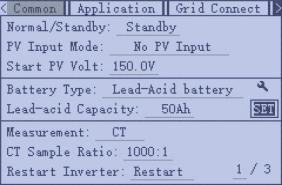 < Common Application Grid Connect >
Normal/Standby: Standby
PV Input Mode: No PV Input
Start PV Volt: 150.0V
Battery Type: Lead-Acid battery
Lead-acid Capacity: 50Ah SET
Measurement: CT
CT Sample Ratio: 1000:1
Restart Inverter: Restart 1 / 3